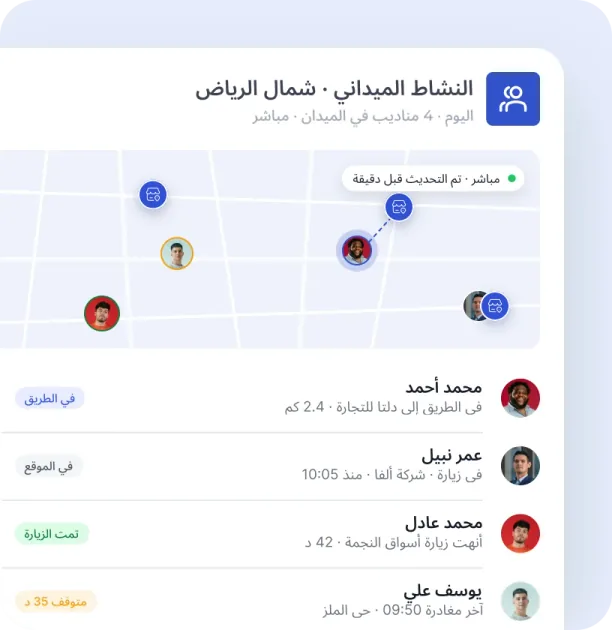 النشاط الميداني · شمال الرياض
اليوم · 4 مناديب في الميدان · مباشر
مباشر · تم التحديث قبل دقيقة
محمد أحمد
في الطريق إلى دلتا للتجارة · 2.4 كم
في الطريق
عمر نبيل
في زيارة · شركة ألفا · منذ 10:05
في الموقع
محمد عادل
أنهت زيارة أسواق النجمة · 42 د
تمت الزيارة
يوسف علي
آخر مغادرة 09:50 · حي الملز
متوقف 35 د